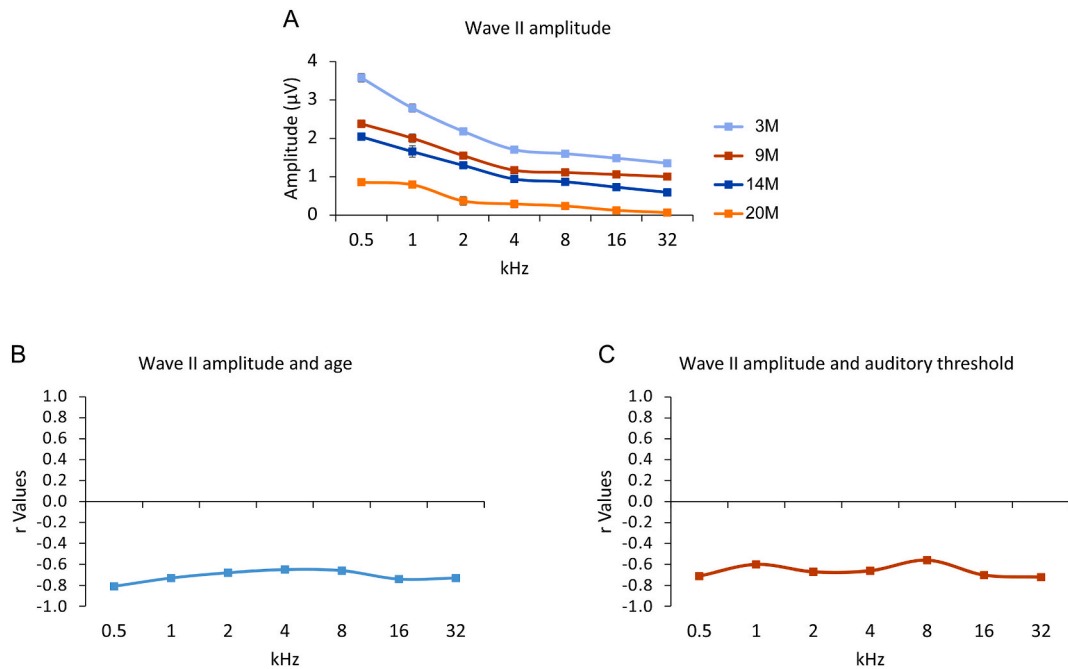 A
Wave II amplitude
Amplitude (µV)
4
3
2
1
0
0.5 1 2 4 8 16 32
kHz
3M
9M
14M
20M
B
Wave II amplitude and age
r Values
1.0
0.8
0.6
0.4
0.2
0.0
-0.2
-0.4
-0.6
-0.8
-1.0
0.5 1 2 4 8 16 32
kHz
C
Wave II amplitude and auditory threshold
r Values
1.0
0.8
0.6
0.4
0.2
0.0
-0.2
-0.4
-0.6
-0.8
-1.0
0.5 1 2 4 8 16 32
kHz